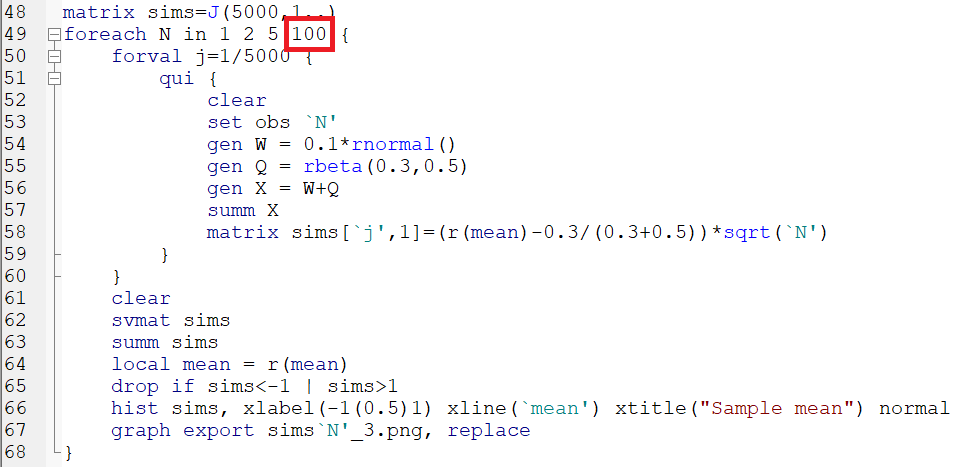 48 matrix sims=J(5000,1,.)
49 foreach N in 1 2 5 100 {
50 forval j=1/5000 {
51 qui {
52 clear
53 set obs `N'
54 gen W = 0.1*rnormal()
55 gen Q = rbeta(0.3,0.5)
56 gen X = W+Q
57 summ X
58 matrix sims[`j',1]=(r(mean)-0.3/(0.3+0.5))*sqrt(`N')
59 }
60 }
61 clear
62 svmat sims
63 summ sims
64 local mean = r(mean)
65 drop if sims<-1 | sims>1
66 hist sims, xlabel(-1(0.5)1) xline(`mean') xtitle("Sample mean") normal
67 graph export sims`N'_3.png, replace
68 }